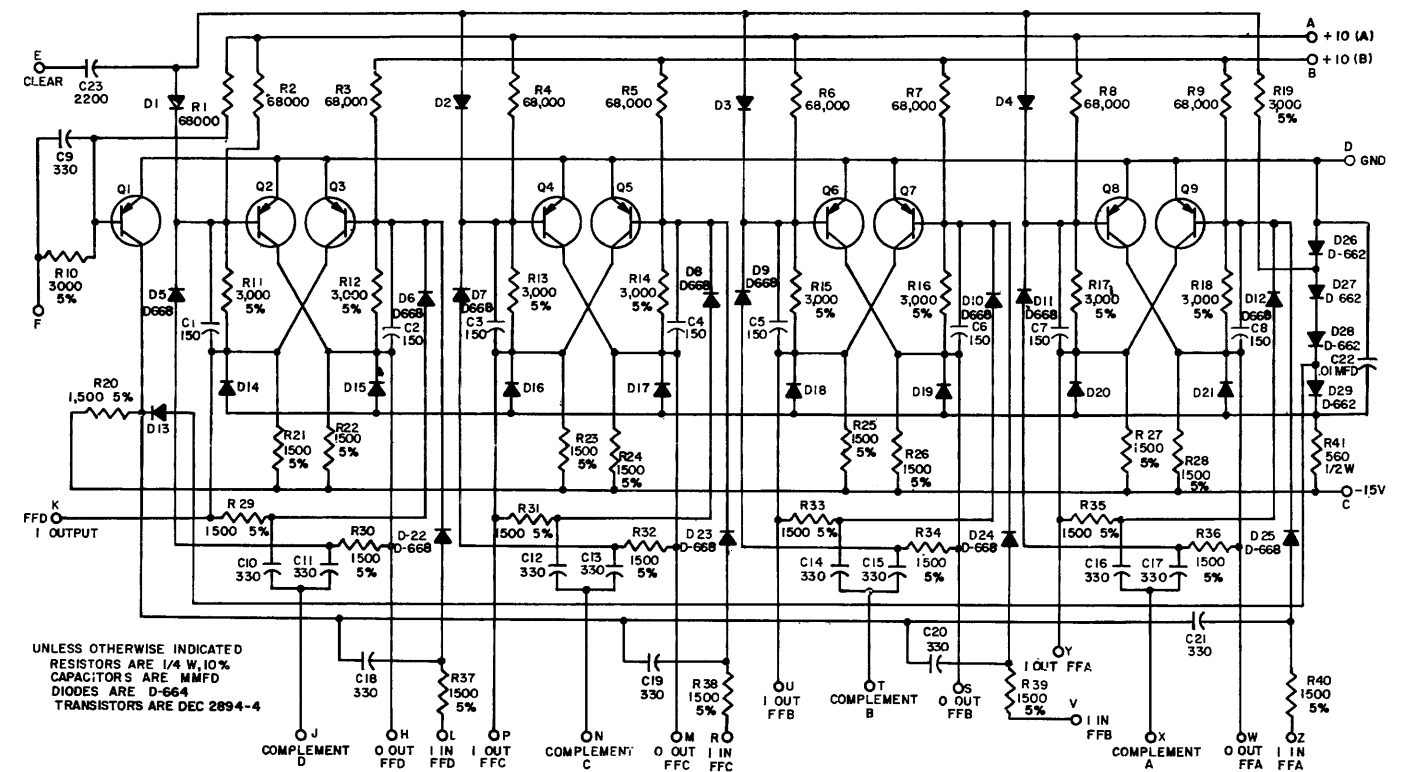 A
+10 (A)
+10 (B)
B
E
CLEAR
C23
2200
D1
R1
68000
R2
68000
R3
68,000
D2
R4
68,000
R5
68,000
D3
R6
68,000
R7
68,000
D4
R8
68,000
R9
68,000
R19
3,000
5%
C9
330
D
GND
Q1
Q2
Q3
Q4
Q5
Q6
Q7
Q8
Q9
R10
3000
5%
F
D5
D668
C1
150
R11
3,000
5%
R12
3,000
5%
D6
D668
C2
150
D7
D668
C3
150
R13
3,000
5%
R14
3,000
5%
D8
D668
C4
150
D9
D668
C5
150
R15
3,000
5%
R16
3,000
5%
D10
D668
C6
150
D11
D668
C7
150
R17
3,000
5%
R18
3,000
5%
D12
D668
C8
150
D26
D-662
D27
D-662
D28
D-662
C22
.01MFD
D29
D-662
R20
1,500 5%
D13
D14
D15
D16
D17
D18
D19
D20
D21
R21
1500
5%
R22
1500
5%
R23
1500
5%
R24
1500
5%
R25
1500
5%
R26
1500
5%
R27
1500
5%
R28
1500
5%
R41
560
1/2W
-15V
C
K
FFD
1 OUTPUT
R29
1500 5%
R30
1500
5%
D-22
D-668
C10
330
C11
330
R31
1500 5%
R32
1500
5%
D23
D-668
C12
330
C13
330
R33
1500 5%
R34
1500
5%
D24
D-668
C14
330
C15
330
R35
1500 5%
R36
1500
5%
D25
D-668
C16
330
C17
330
UNLESS OTHERWISE INDICATED
RESISTORS ARE 1/4 W,10%
CAPACITORS ARE MMFD
DIODES ARE D-664
TRANSISTORS ARE DEC 2894-4
C18
330
R37
1500
5%
C19
330
R38
1500
5%
C20
330
R39
1500
5%
C21
330
R40
1500
5%
J
COMPLEMENT
D
H
0 OUT
FFD
L
1 IN
FFD
P
1 OUT
FFC
N
COMPLEMENT
C
M
0 OUT
FFC
R
1 IN
FFC
U
1 OUT
FFB
T
COMPLEMENT
B
S
0 OUT
FFB
V
1 IN
FFB
Y
1 OUT FFA
X
COMPLEMENT
A
W
0 OUT
FFA
Z
1 IN
FFA